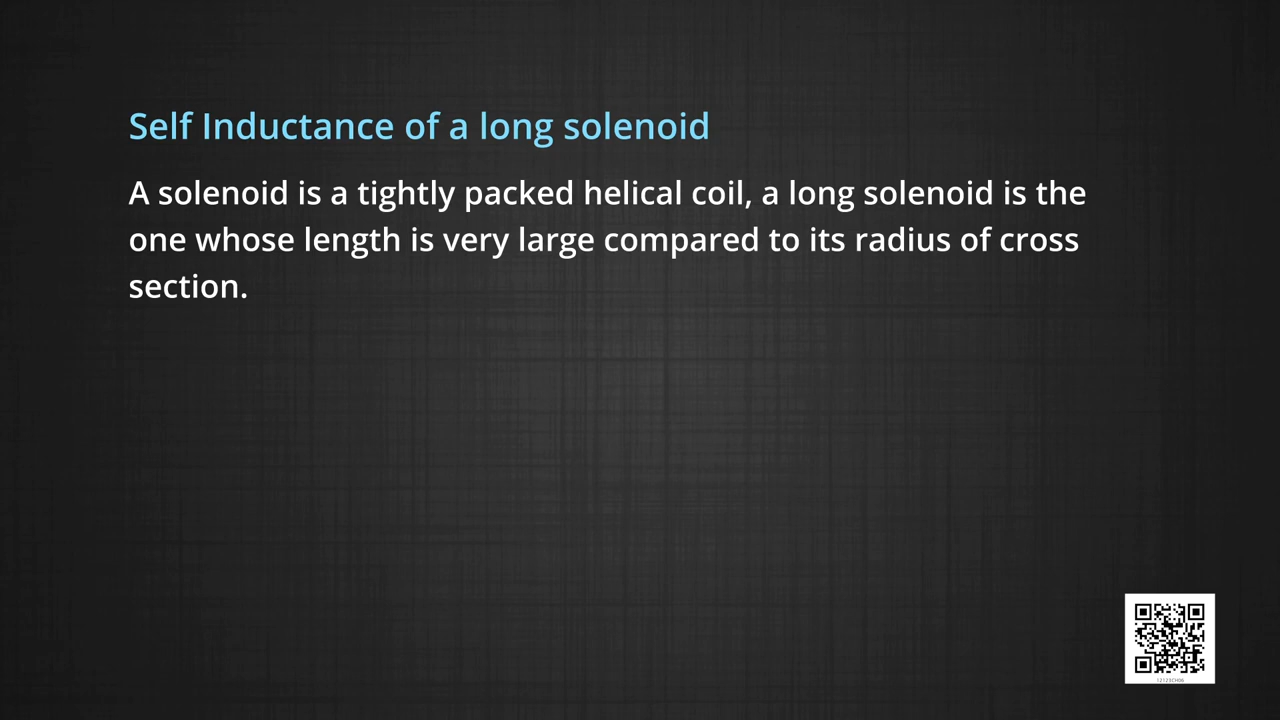 Self Inductance of a long solenoid
A solenoid is a tightly packed helical coil, a long solenoid is the
one whose length is very large compared to its radius of cross
section.
12123CH06